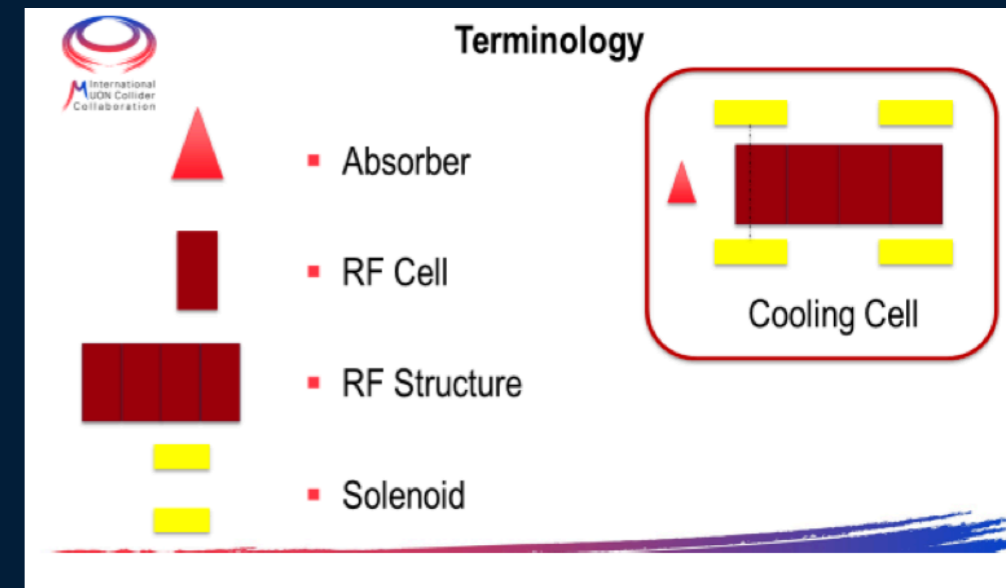 Terminology
International
MUON Collider
Collaboration
Absorber
RF Cell
Cooling Cell
RF Structure
Solenoid